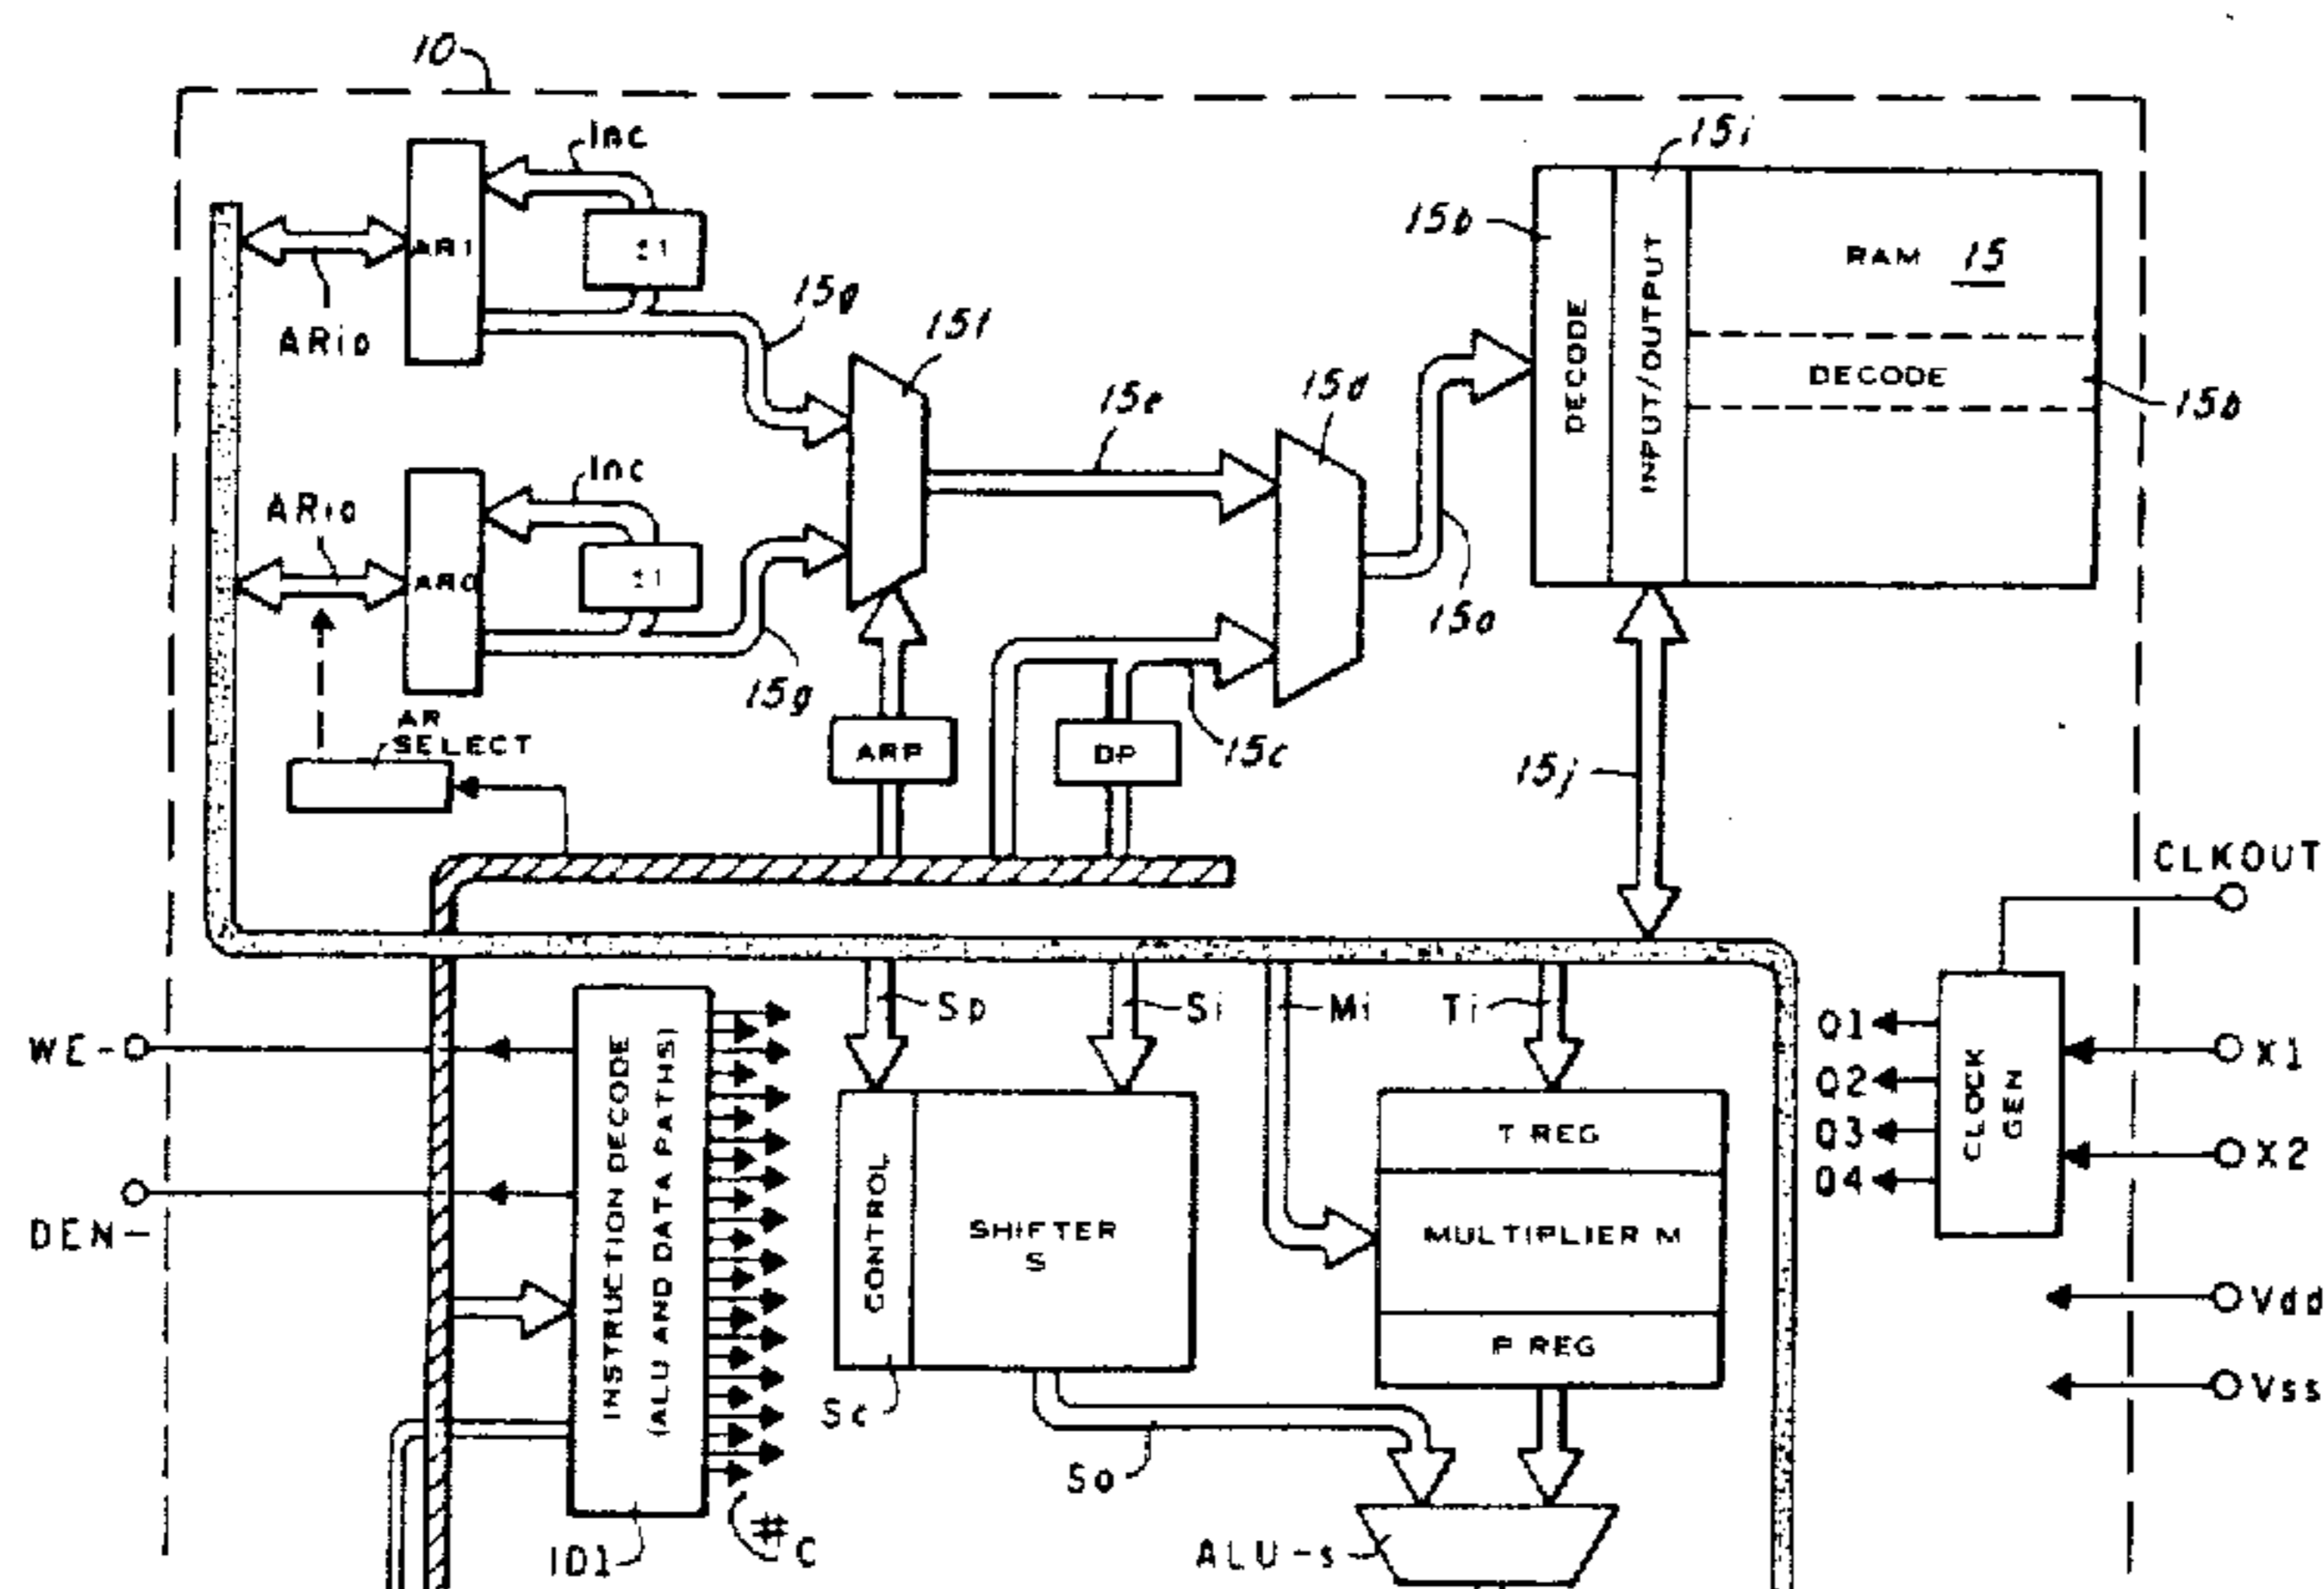 10
Inc
15i
15b
AR1
±1
INPUT/OUTPUT
RAM 15
15g
15f
ARio
DECODE
DECODE
15b
15e
15d
Inc
ARio
AR0
±1
15a
15g
AR
SELECT
ARP
DP
15c
15j
CLKOUT
Sp
Si
Mi
Ti
WE-
INSTRUCTION DECODE
(ALU AND DATA PATHS)
Q1
Q2
Q3
Q4
CLOCK
GEN
X1
X2
T REG
DEN-
CONTROL
SHIFTER
S
MULTIPLIER M
Vdd
P REG
Vss
Sc
So
ID1
#C
ALU-s